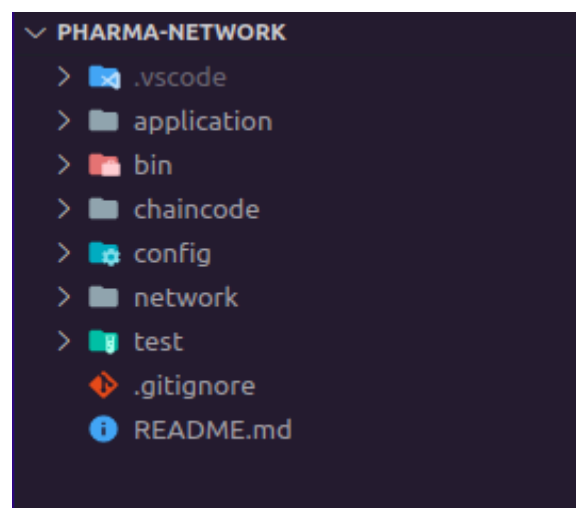 PHARMA-NETWORK
.vscode
application
bin
chaincode
config
network
test
.gitignore
README.md